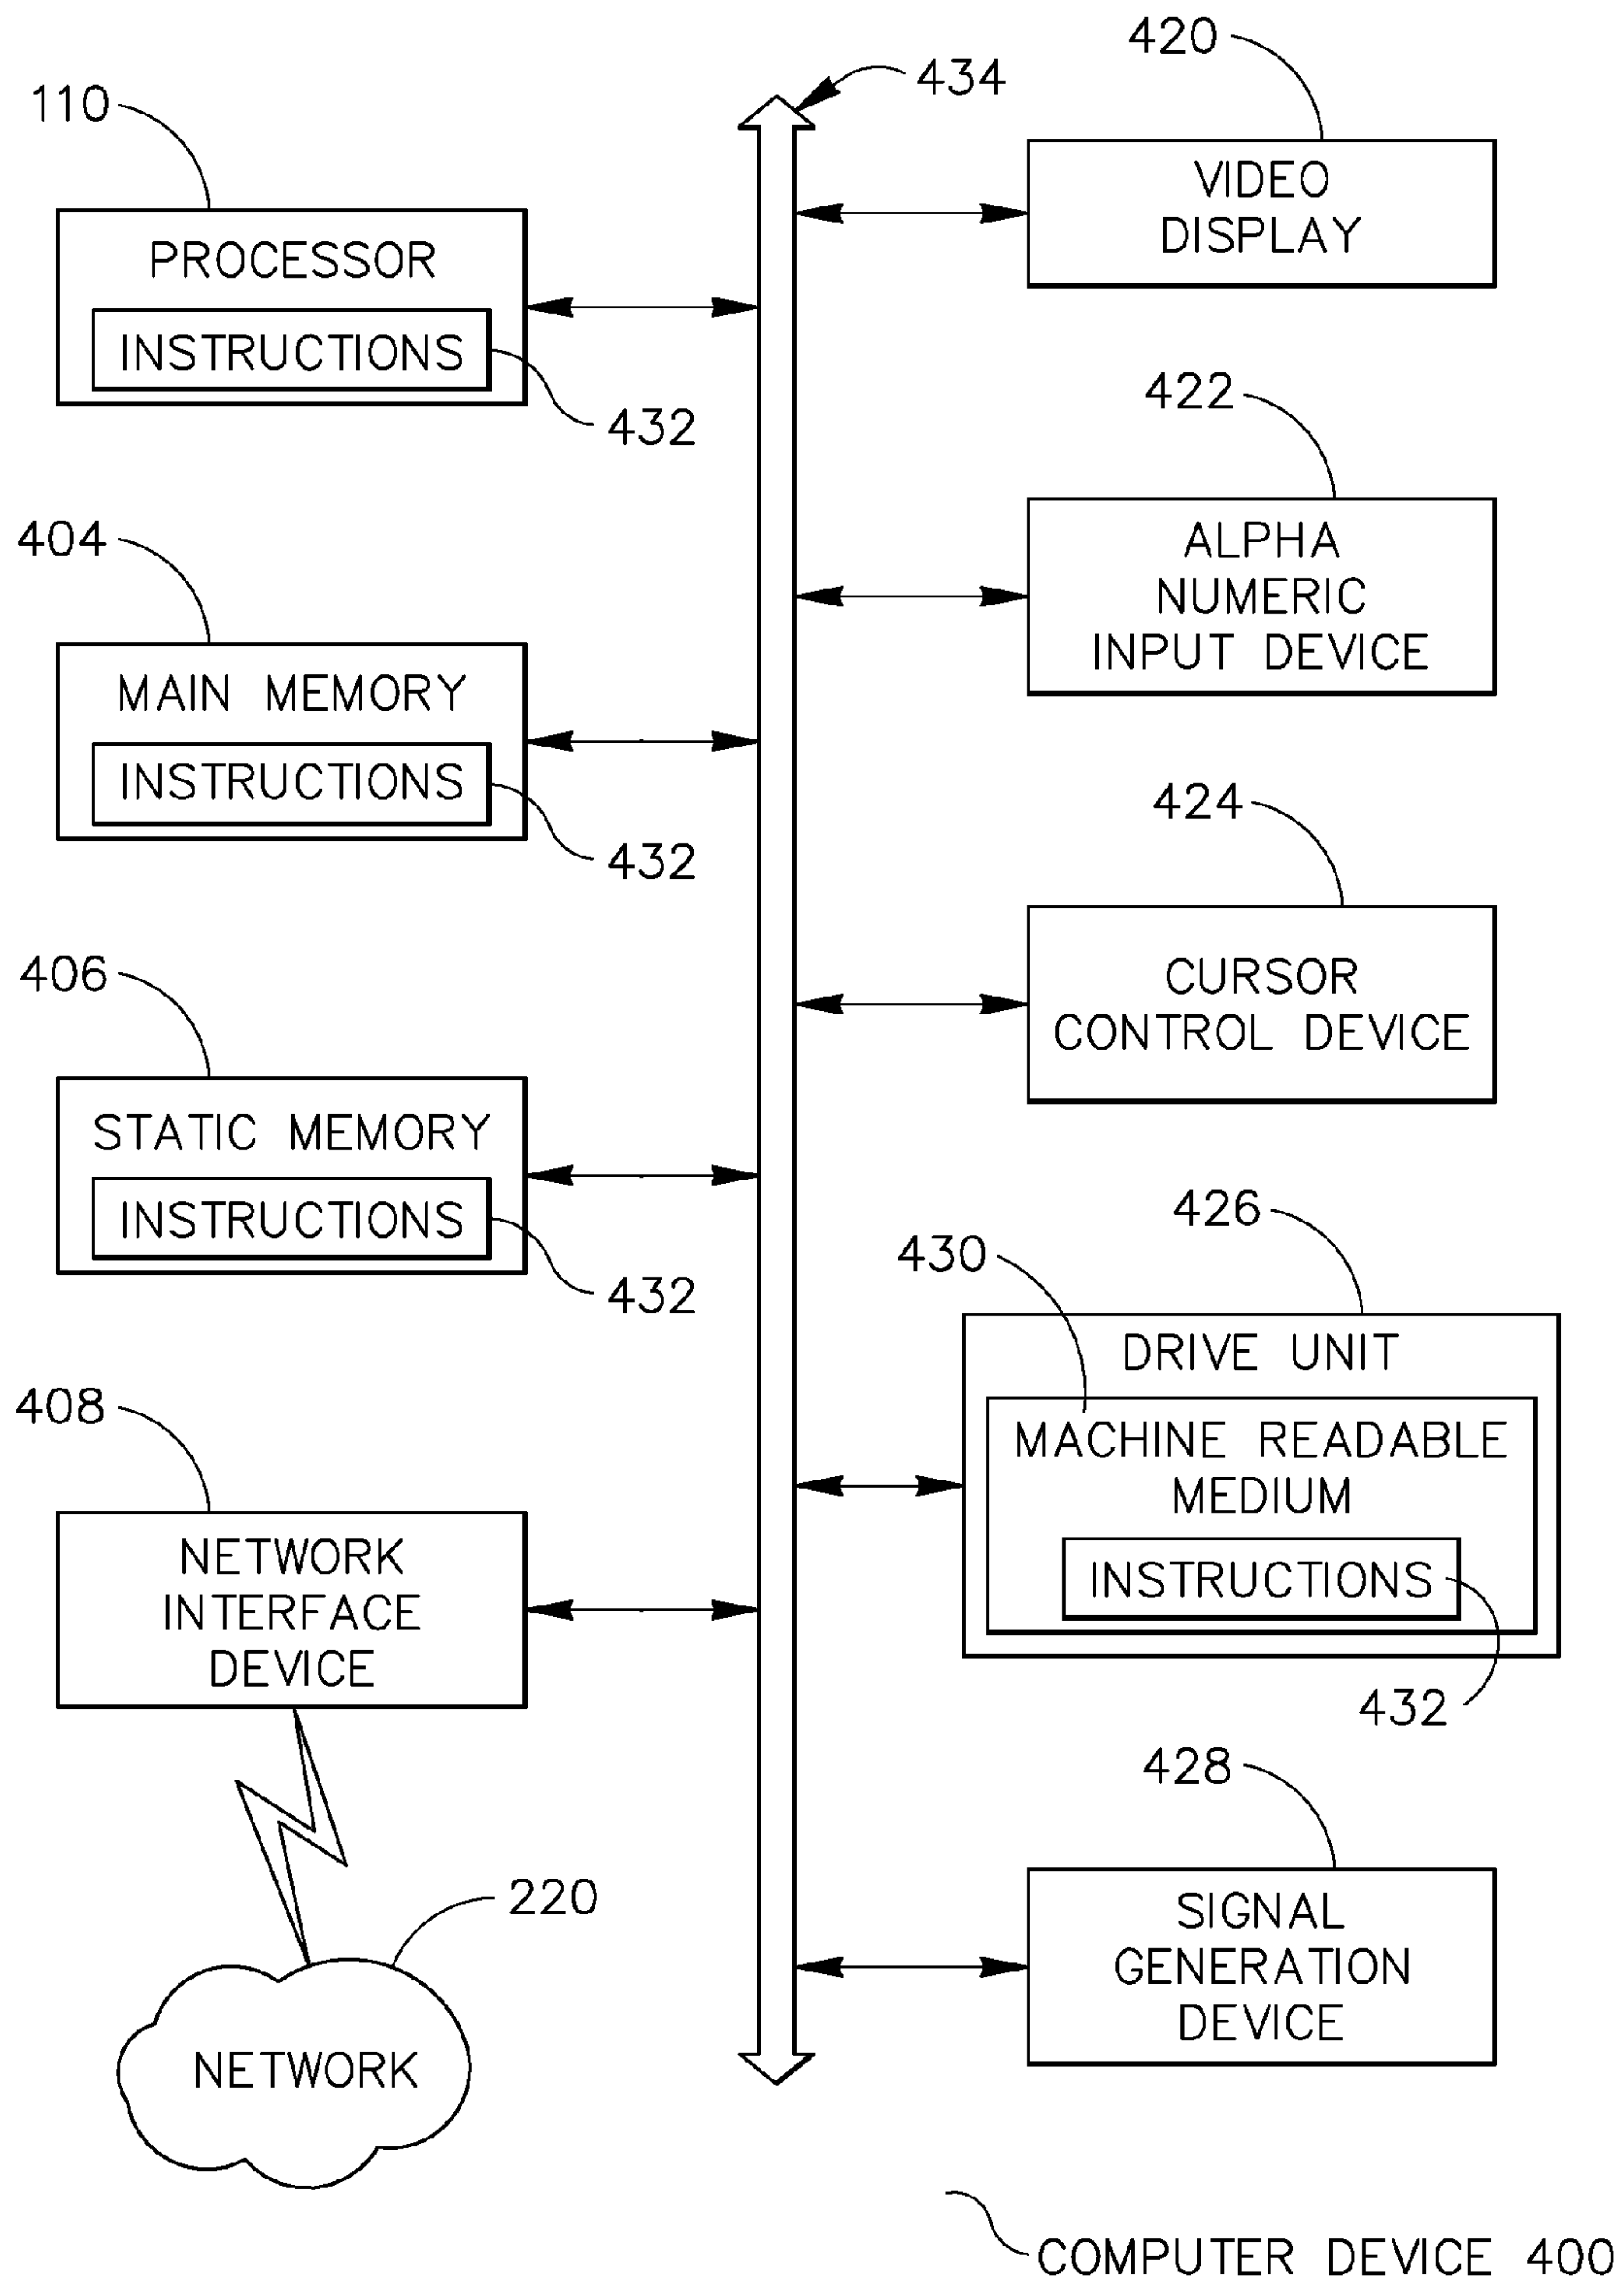 110
PROCESSOR
INSTRUCTIONS
432
404
MAIN MEMORY
INSTRUCTIONS
432
406
STATIC MEMORY
INSTRUCTIONS
432
408
NETWORK
INTERFACE
DEVICE
220
NETWORK
434
420
VIDEO
DISPLAY
422
ALPHA
NUMERIC
INPUT DEVICE
424
CURSOR
CONTROL DEVICE
426
430
DRIVE UNIT
MACHINE READABLE
MEDIUM
INSTRUCTIONS
432
428
SIGNAL
GENERATION
DEVICE
COMPUTER DEVICE 400